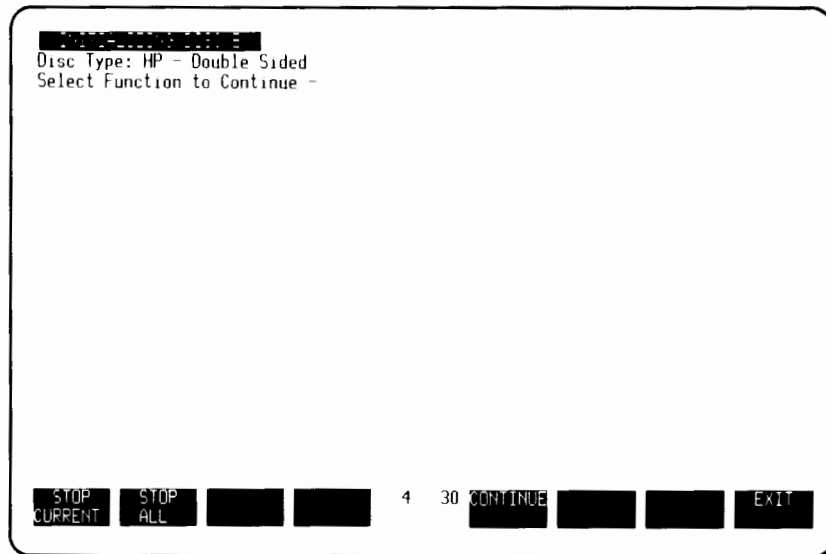 Disc Type: HP - Double Sided
Select Function to Continue -
STOP CURRENT
STOP ALL
4 30
CONTINUE
EXIT